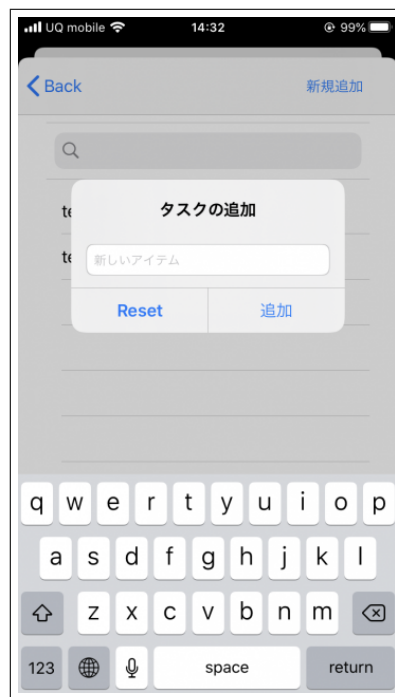 UQ mobile 14:32 99%
Back 新規追加
te
te
タスクの追加
新しいアイテム
Reset 追加
q w e r t y u i o p
a s d f g h j k l
z x c v b n m
123 space return